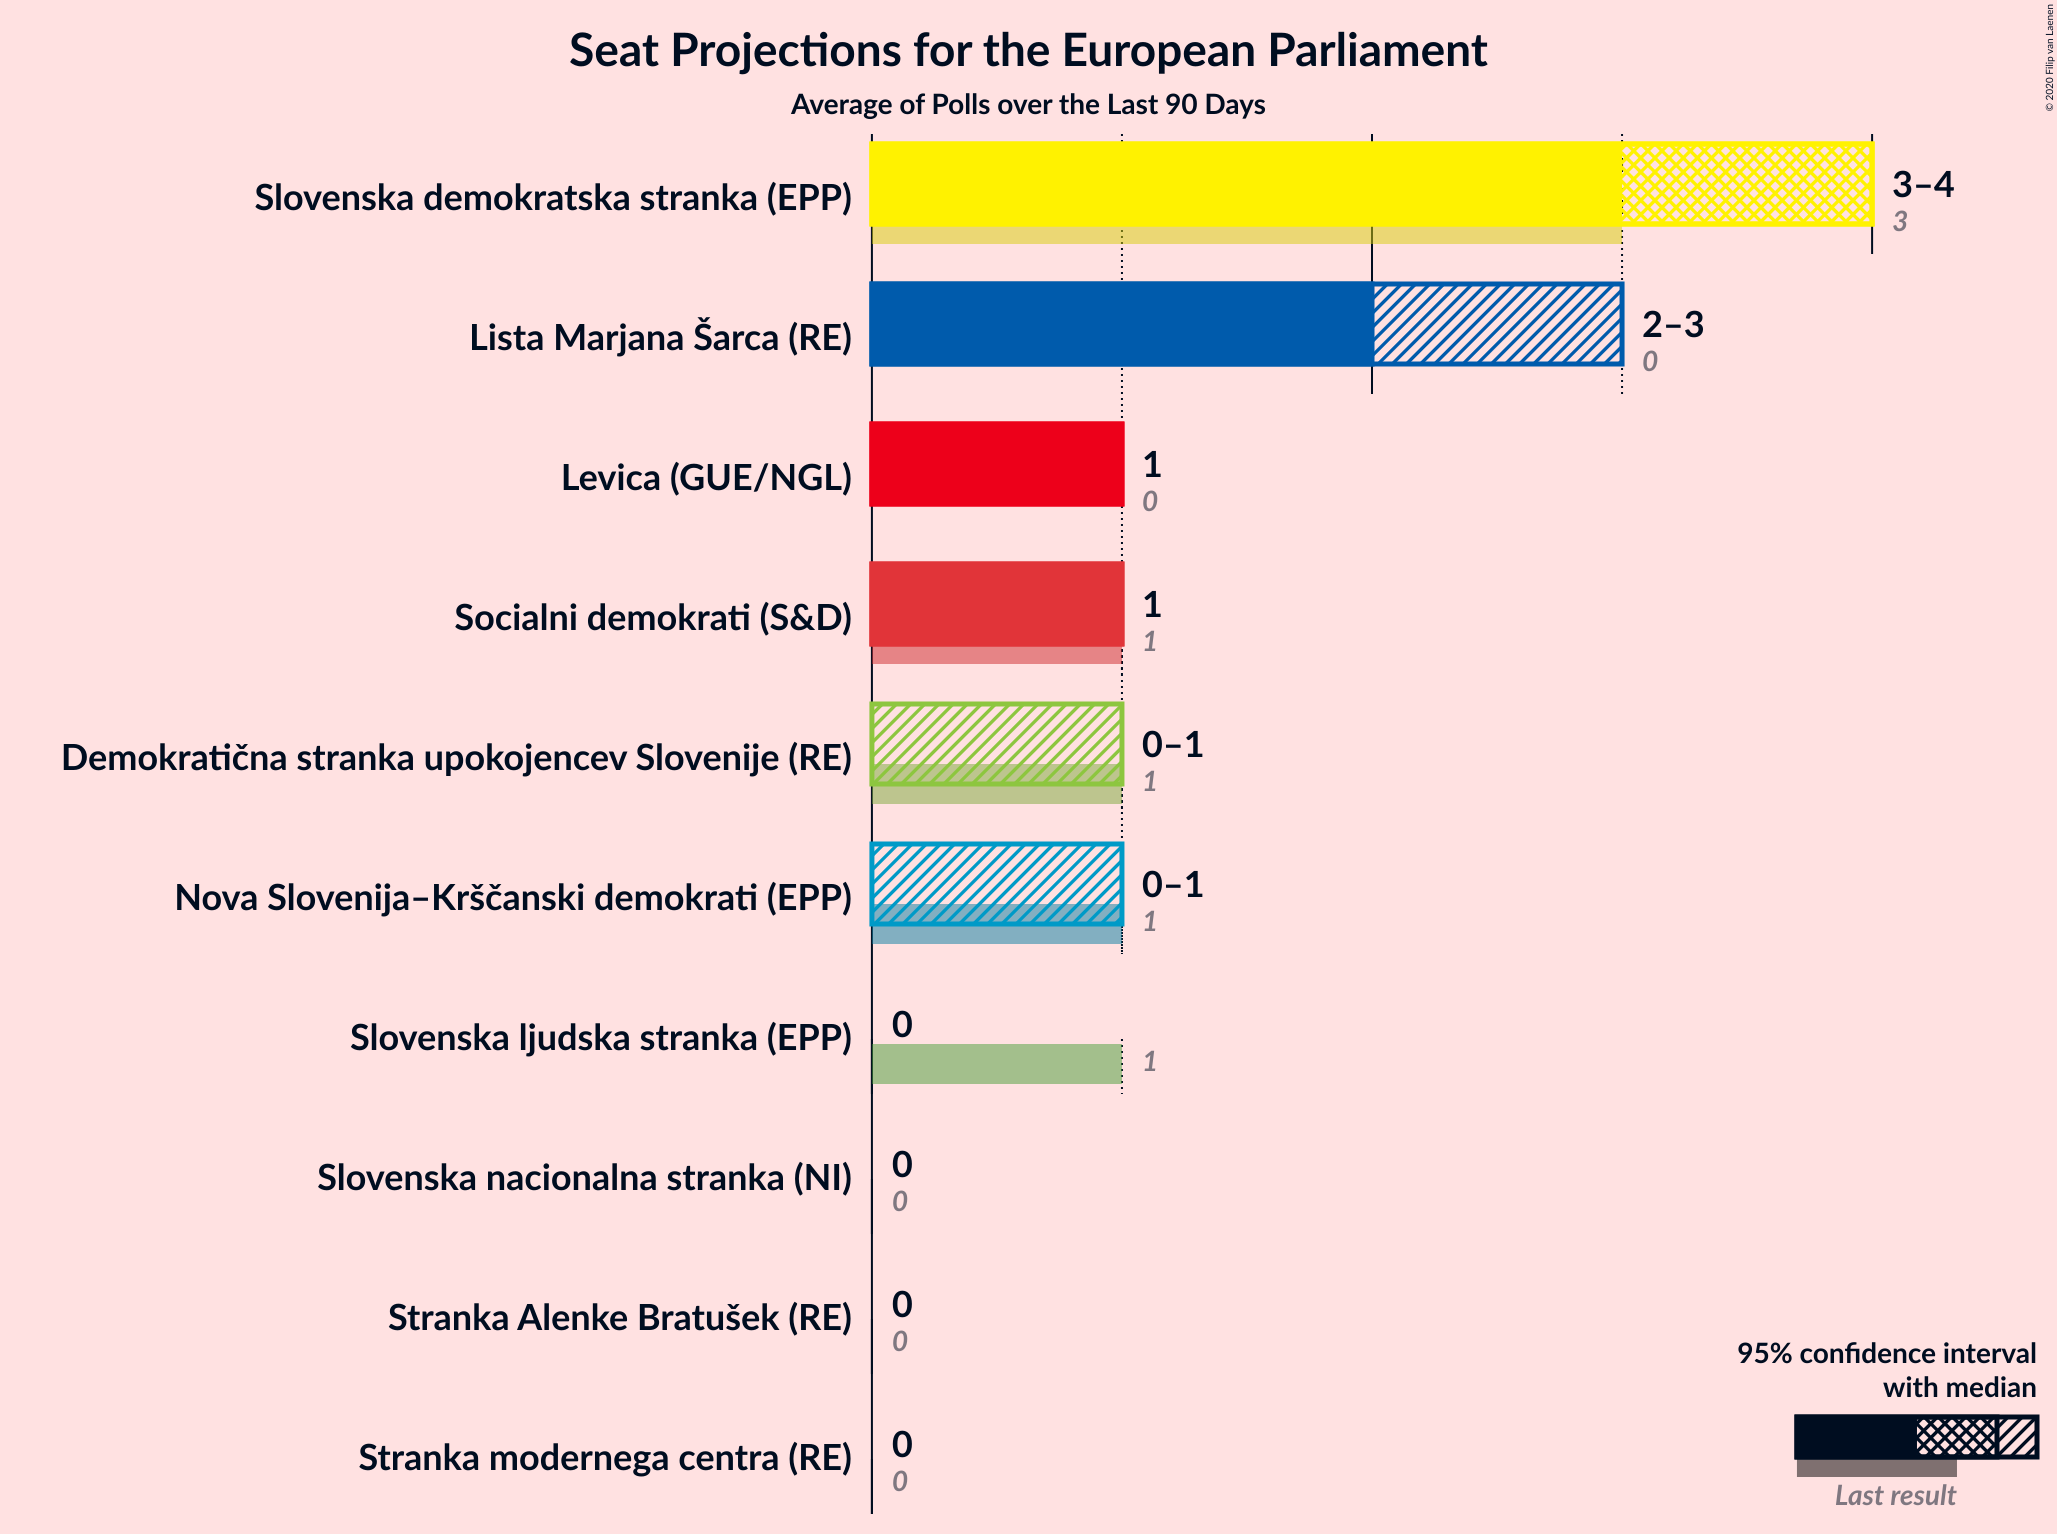 Seat Projections for the European Parliament
Average of Polls over the Last 90 Days
© 2020 Filip van Laenen
Slovenska demokratska stranka (EPP)
3–4
3
Lista Marjana Šarca (RE)
2–3
0
Levica (GUE/NGL)
1
0
Socialni demokrati (S&D)
1
1
Demokratična stranka upokojencev Slovenije (RE)
0–1
1
Nova Slovenija–Krščanski demokrati (EPP)
0–1
1
Slovenska ljudska stranka (EPP)
0
1
Slovenska nacionalna stranka (NI)
0
0
Stranka Alenke Bratušek (RE)
0
0
Stranka modernega centra (RE)
0
0
95% confidence interval
with median
Last result